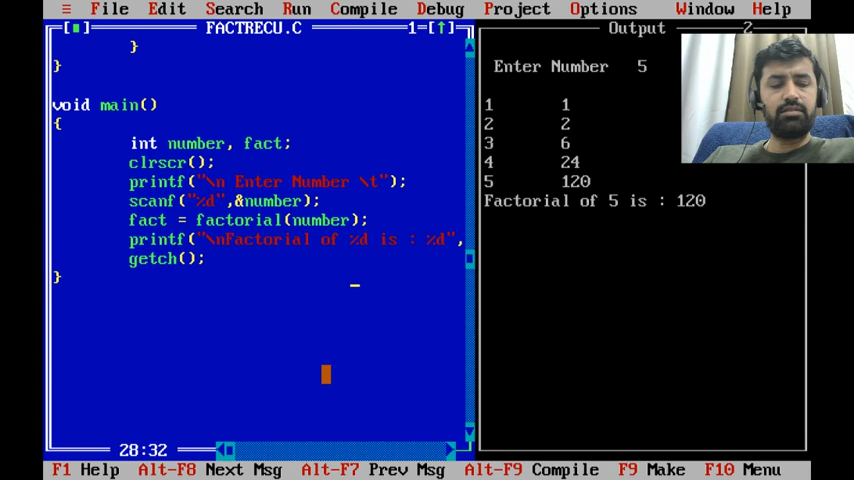 ≡ File Edit Search Run Compile Debug Project Options Window Help
FACTRECU.C 1=[↑]
}
}
void main()
{
int number, fact;
clrscr();
printf("\n Enter Number \t");
scanf("%d",&number);
fact = factorial(number);
printf("\nFactorial of %d is : %d",
getch();
}
28:32
Output 2
Enter Number 5
1 1
2 2
3 6
4 24
5 120
Factorial of 5 is : 120
F1 Help Alt-F8 Next Msg Alt-F7 Prev Msg Alt-F9 Compile F9 Make F10 Menu